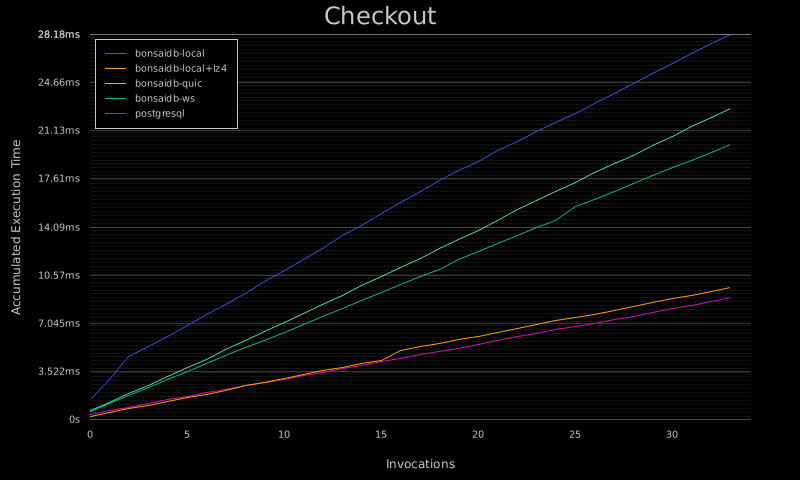 Checkout
28.18ms
24.66ms
21.13ms
17.61ms
14.09ms
10.57ms
7.045ms
3.522ms
0s
bonsaidb-local
bonsaidb-local+lz4
bonsaidb-quic
bonsaidb-ws
postgresql
Accumulated Execution Time
0 5 10 15 20 25 30
Invocations